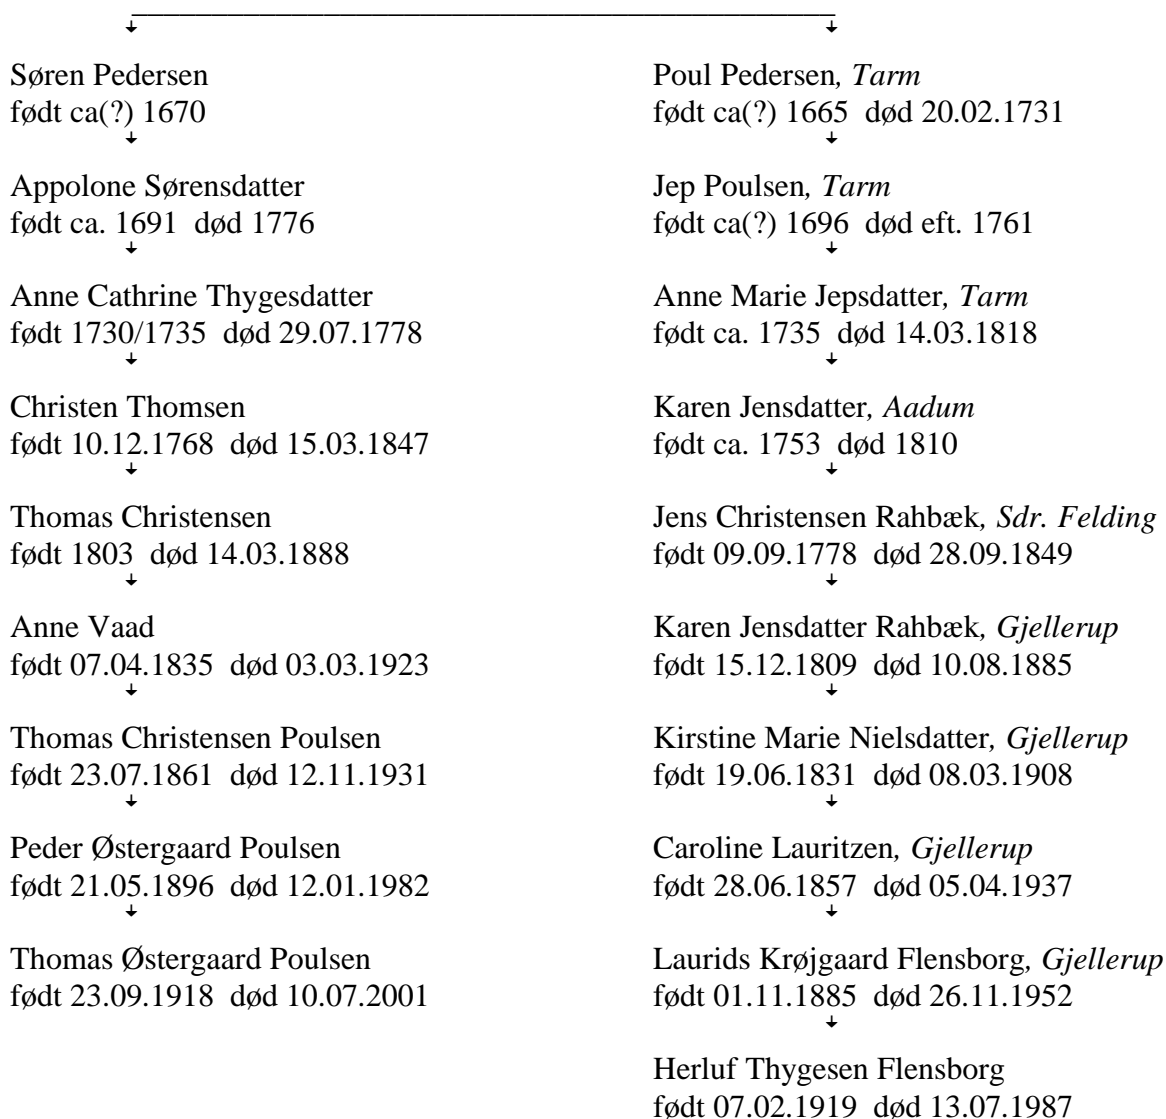 Søren Pedersen
født ca(?) 1670
Appolone Sørensdatter
født ca. 1691 død 1776
Anne Cathrine Thygesdatter
født 1730/1735 død 29.07.1778
Christen Thomsen
født 10.12.1768 død 15.03.1847
Thomas Christensen
født 1803 død 14.03.1888
Anne Vaad
født 07.04.1835 død 03.03.1923
Thomas Christensen Poulsen
født 23.07.1861 død 12.11.1931
Peder Østergaard Poulsen
født 21.05.1896 død 12.01.1982
Thomas Østergaard Poulsen
født 23.09.1918 død 10.07.2001
Poul Pedersen, Tarm
født ca(?) 1665 død 20.02.1731
Jep Poulsen, Tarm
født ca(?) 1696 død eft. 1761
Anne Marie Jepsdatter, Tarm
født ca. 1735 død 14.03.1818
Karen Jensdatter, Aadum
født ca. 1753 død 1810
Jens Christensen Rahbæk, Sdr. Felding
født 09.09.1778 død 28.09.1849
Karen Jensdatter Rahbæk, Gjellerup
født 15.12.1809 død 10.08.1885
Kirstine Marie Nielsdatter, Gjellerup
født 19.06.1831 død 08.03.1908
Caroline Lauritzen, Gjellerup
født 28.06.1857 død 05.04.1937
Laurids Krøjgaard Flensborg, Gjellerup
født 01.11.1885 død 26.11.1952
Herluf Thygesen Flensborg
født 07.02.1919 død 13.07.1987